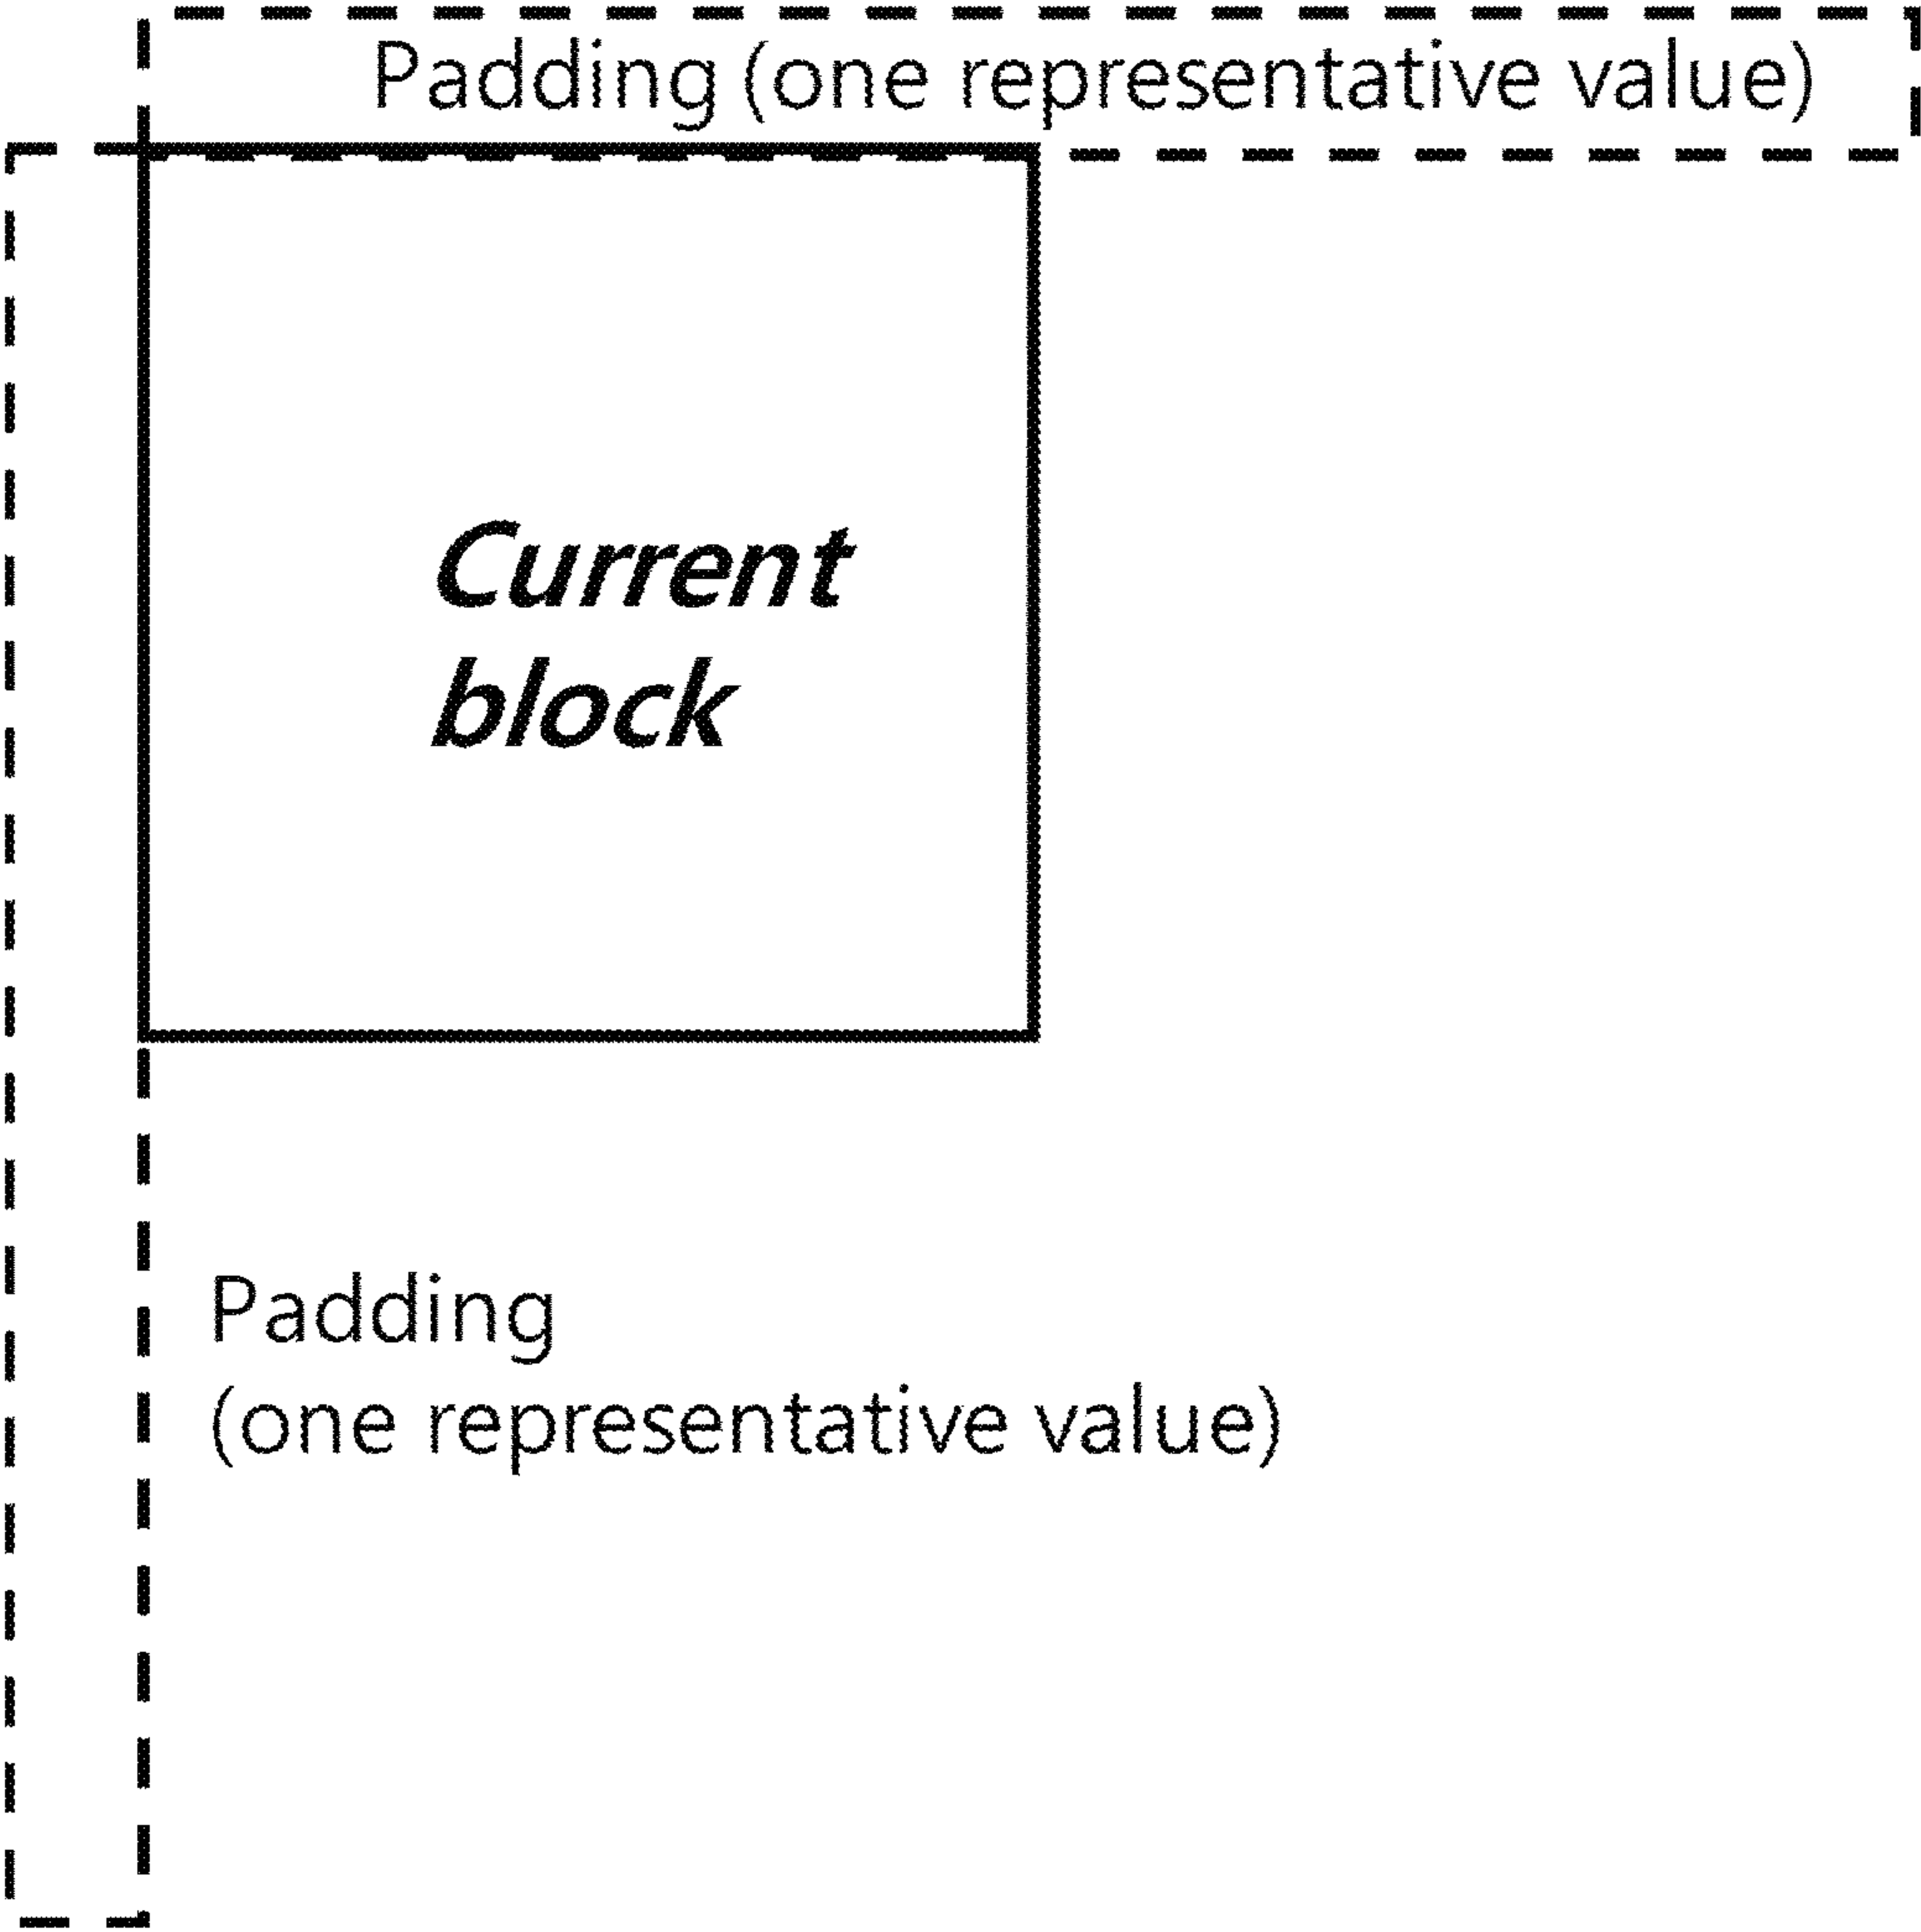 Padding (one representative value)
Current
block
Padding
(one representative value)